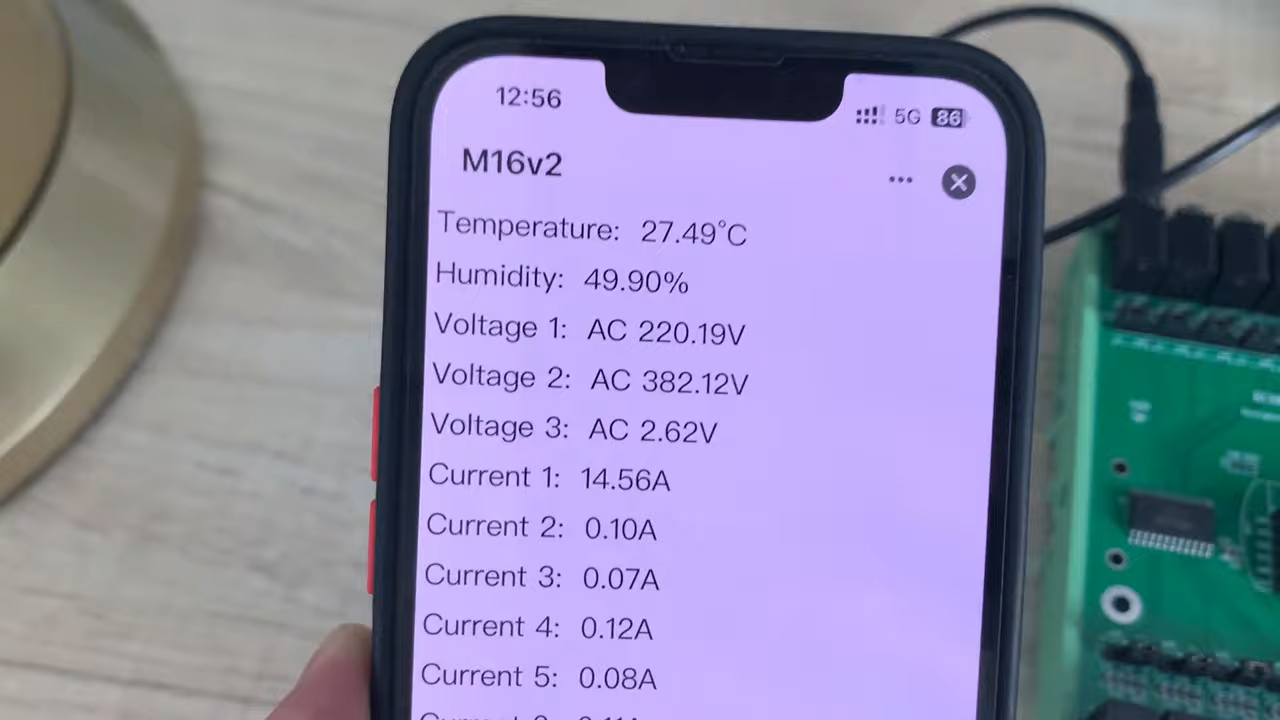 12:56
5G 86
M16v2
Temperature: 27.49°C
Humidity: 49.90%
Voltage 1: AC 220.19V
Voltage 2: AC 382.12V
Voltage 3: AC 2.62V
Current 1: 14.56A
Current 2: 0.10A
Current 3: 0.07A
Current 4: 0.12A
Current 5: 0.08A